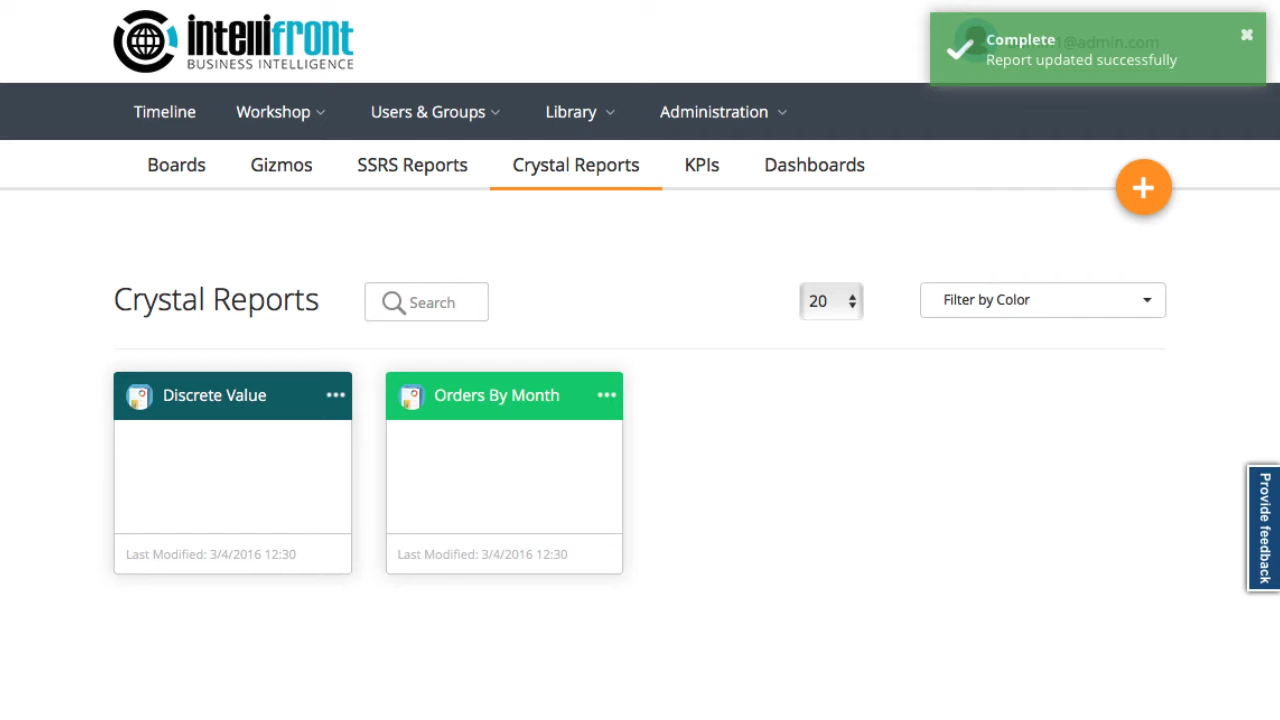 intellifront
BUSINESS INTELLIGENCE
@admin.com
Complete
Report updated successfully
Timeline
Workshop
Users & Groups
Library
Administration
Boards
Gizmos
SSRS Reports
Crystal Reports
KPIs
Dashboards
Crystal Reports
Search
20
Filter by Color
Discrete Value
Orders By Month
Last Modified: 3/4/2016 12:30
Last Modified: 3/4/2016 12:30
Provide feedback